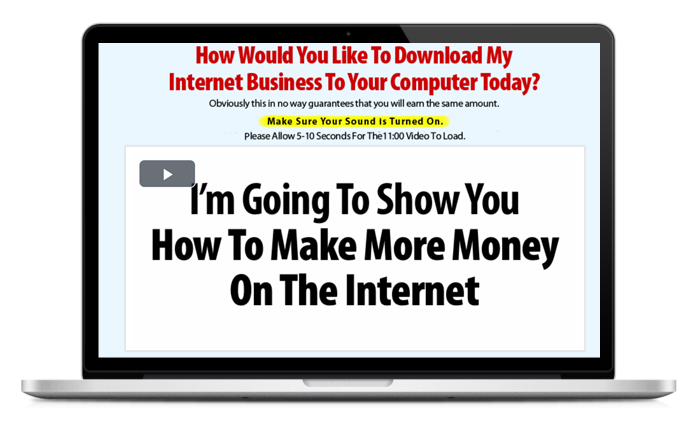 How Would You Like To Download My
Internet Business To Your Computer Today?
Obviously this in no way guarantees that you will earn the same amount.
Make Sure Your Sound is Turned On.
Please Allow 5-10 Seconds For The11:00 Video To Load.
I'm Going To Show You
How To Make More Money
On The Internet